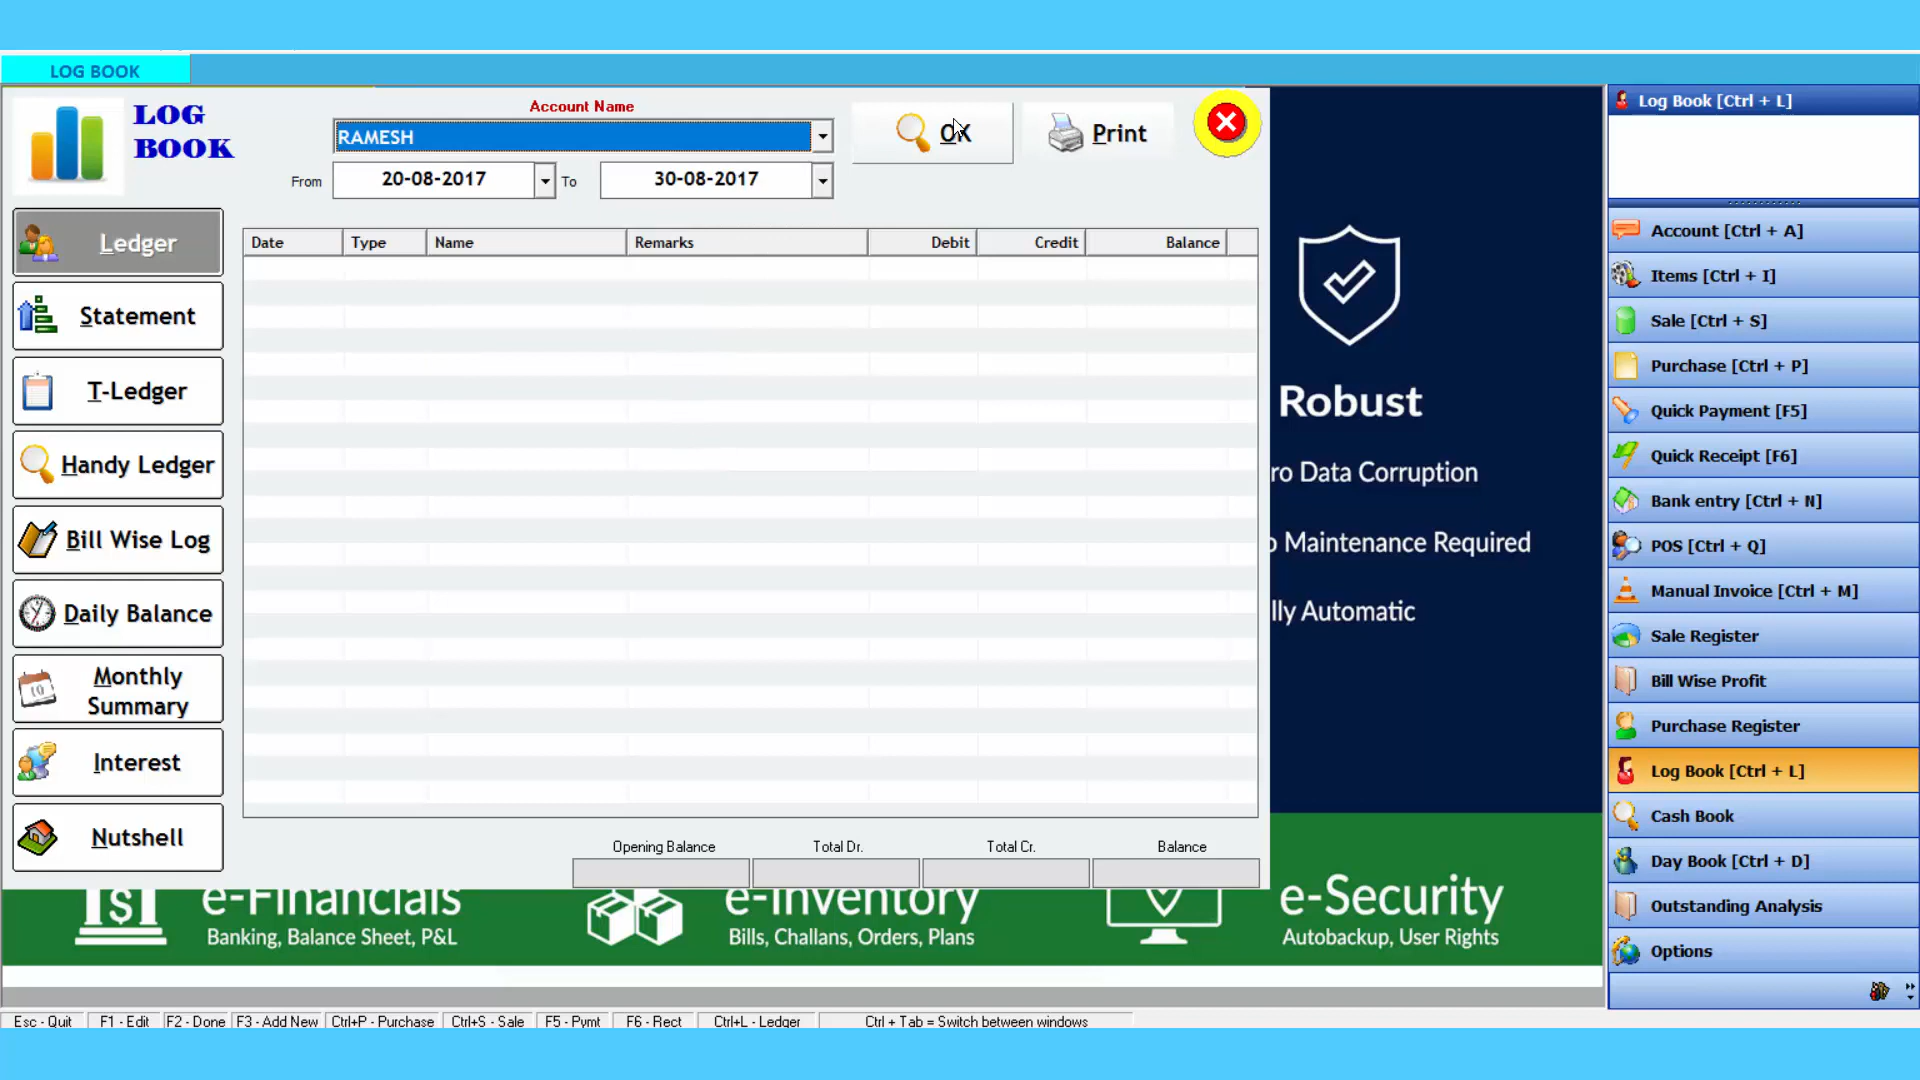 LOG BOOK
LOG
BOOK
Account Name
RAMESH
OK
Print
From
20-08-2017
To
30-08-2017
Ledger
Statement
T-Ledger
Handy Ledger
Bill Wise Log
Daily Balance
Monthly
Summary
Interest
Nutshell
Date Type Name Remarks Debit Credit Balance
Opening Balance Total Dr. Total Cr. Balance
Robust
ro Data Corruption
o Maintenance Required
lly Automatic
e-Financials
Banking, Balance Sheet, P&L
e-Inventory
Bills, Challans, Orders, Plans
e-Security
Autobackup, User Rights
Log Book [Ctrl + L]
Account [Ctrl + A]
Items [Ctrl + I]
Sale [Ctrl + S]
Purchase [Ctrl + P]
Quick Payment [F5]
Quick Receipt [F6]
Bank entry [Ctrl + N]
POS [Ctrl + Q]
Manual Invoice [Ctrl + M]
Sale Register
Bill Wise Profit
Purchase Register
Log Book [Ctrl + L]
Cash Book
Day Book [Ctrl + D]
Outstanding Analysis
Options
Esc - Quit F1 - Edit F2 - Done F3 - Add New Ctrl+P - Purchase Ctrl+S - Sale F5 - Pymt F6 - Rect Ctrl+L - Ledger Ctrl + Tab = Switch between windows